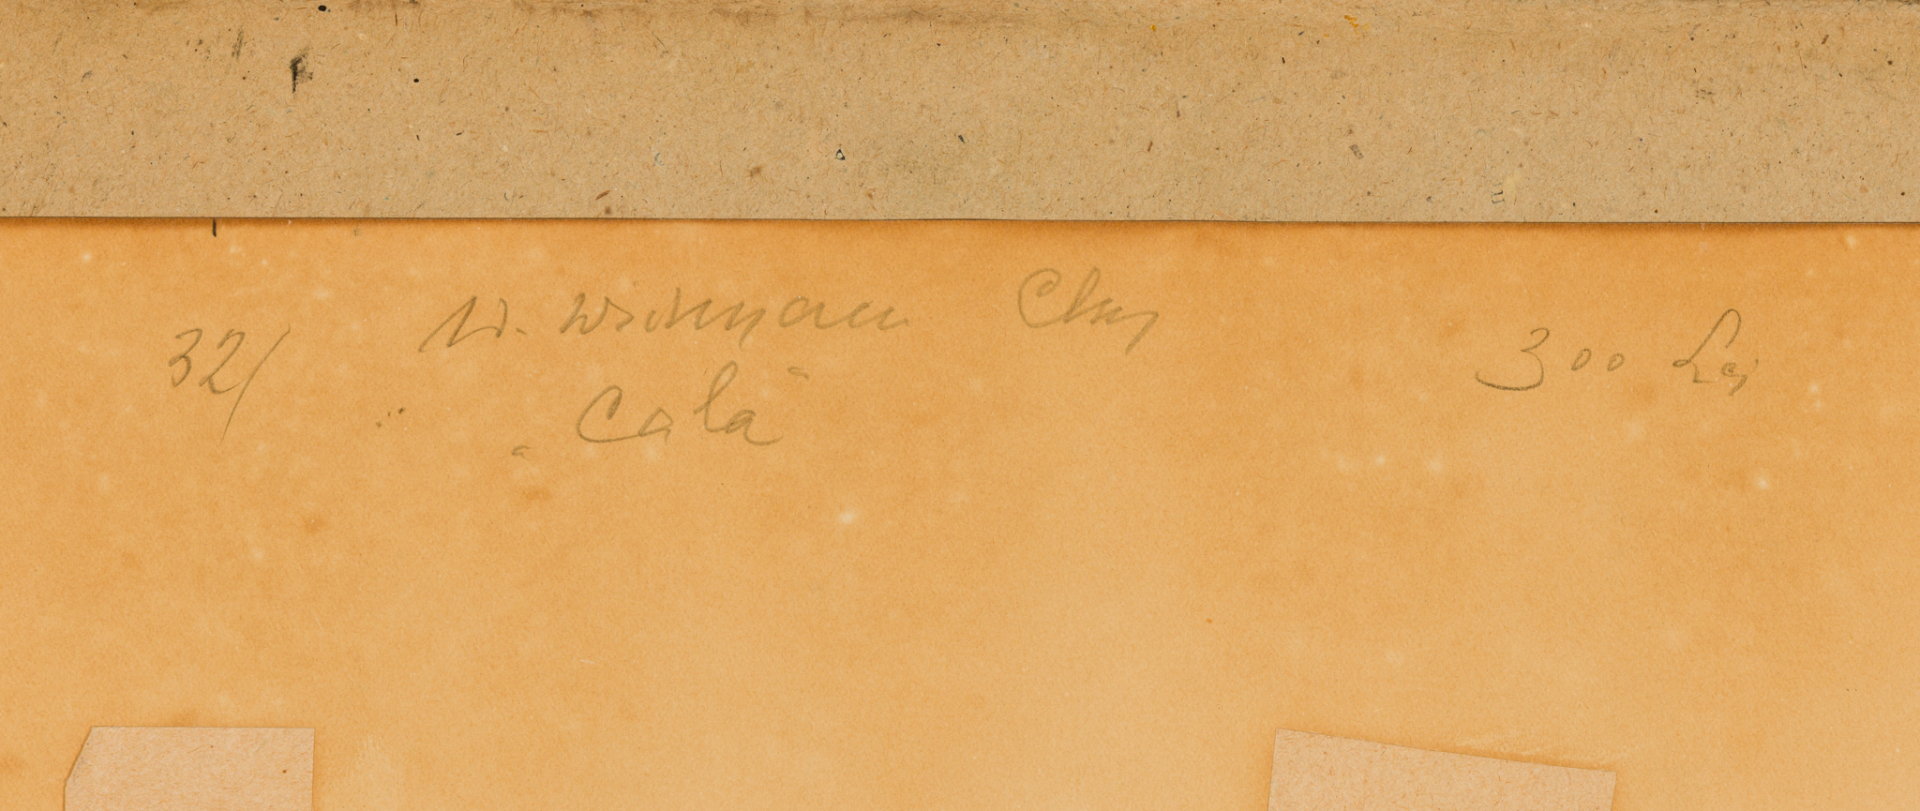 32/ W. Widmann Cluj 300 Lei
„Cala"